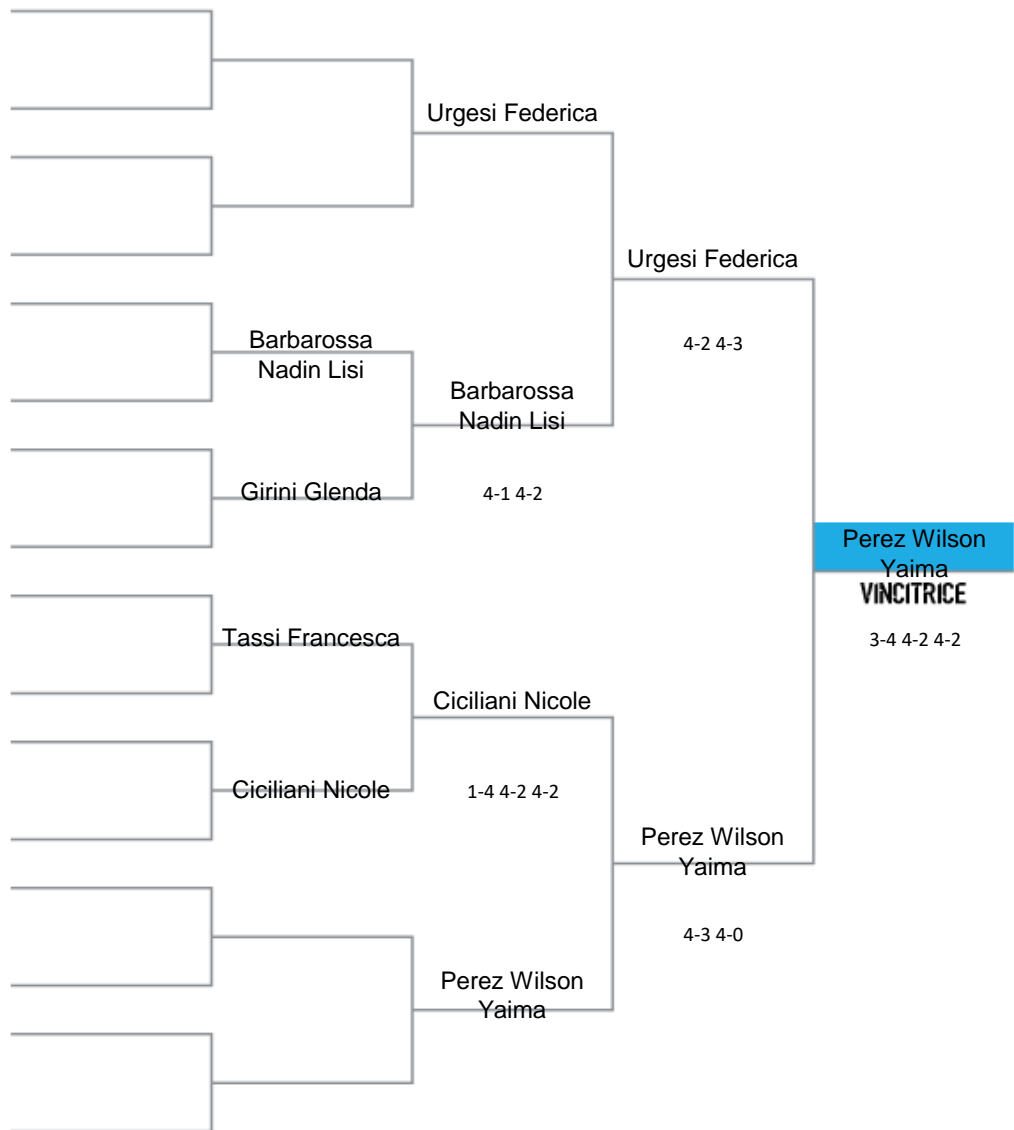 Urgesi Federica
Urgesi Federica
Barbarossa
Nadin Lisi
4-2 4-3
Barbarossa
Nadin Lisi
Girini Glenda
4-1 4-2
Perez Wilson
Yaima
VINCITRICE
Tassi Francesca
3-4 4-2 4-2
Ciciliani Nicole
Ciciliani Nicole
1-4 4-2 4-2
Perez Wilson
Yaima
4-3 4-0
Perez Wilson
Yaima